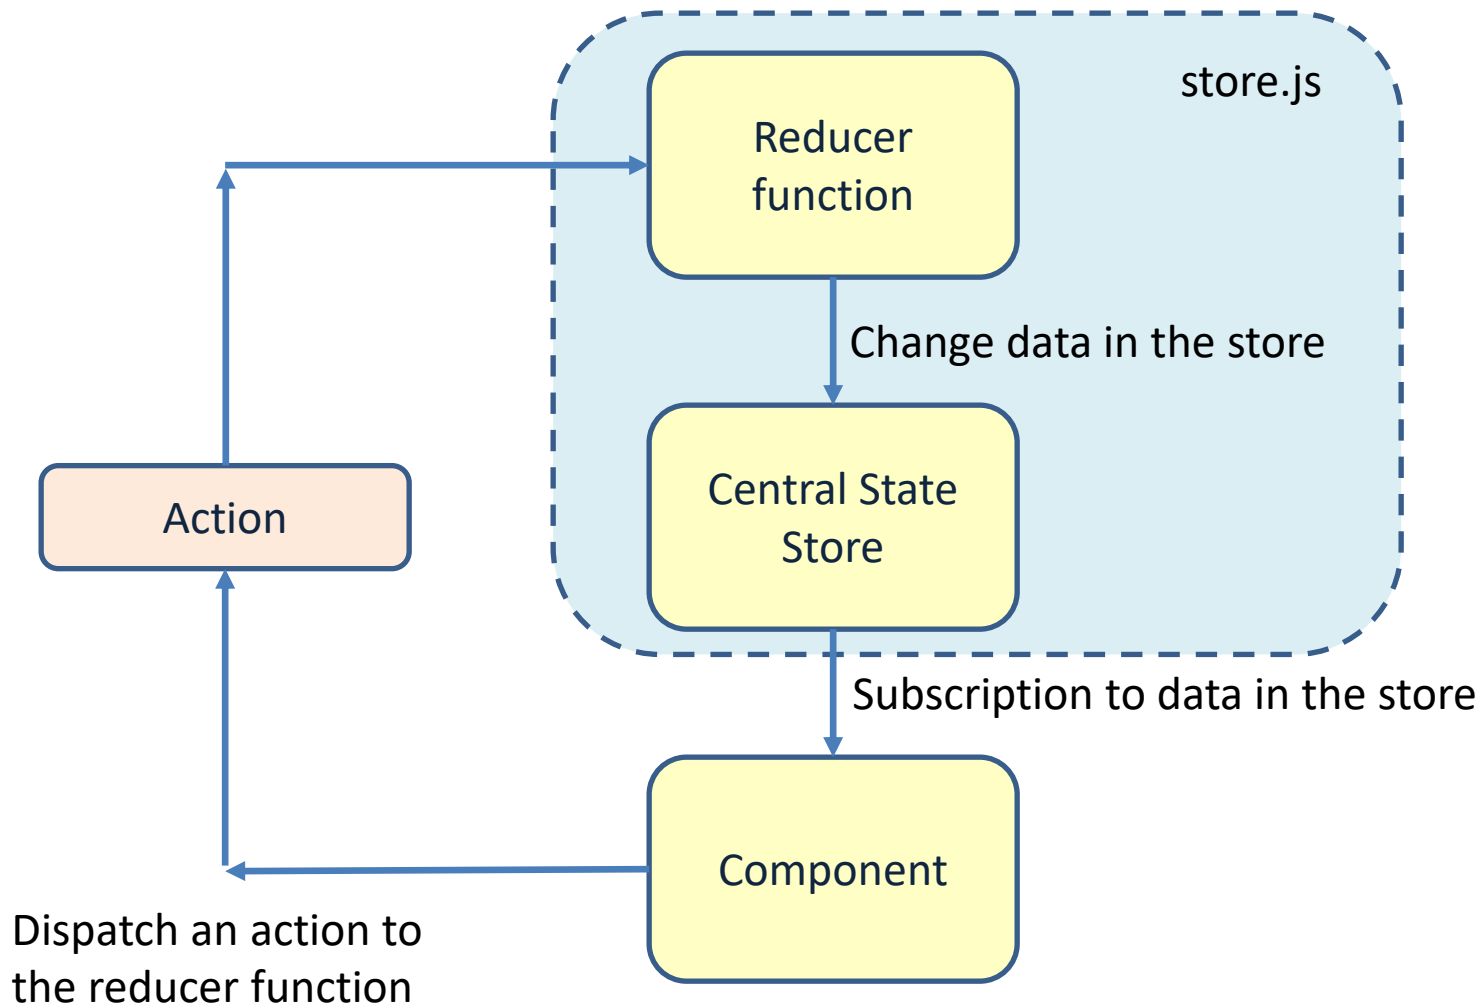 store.js
Reducer
function
Change data in the store
Central State
Store
Action
Subscription to data in the store
Component
Dispatch an action to
the reducer function